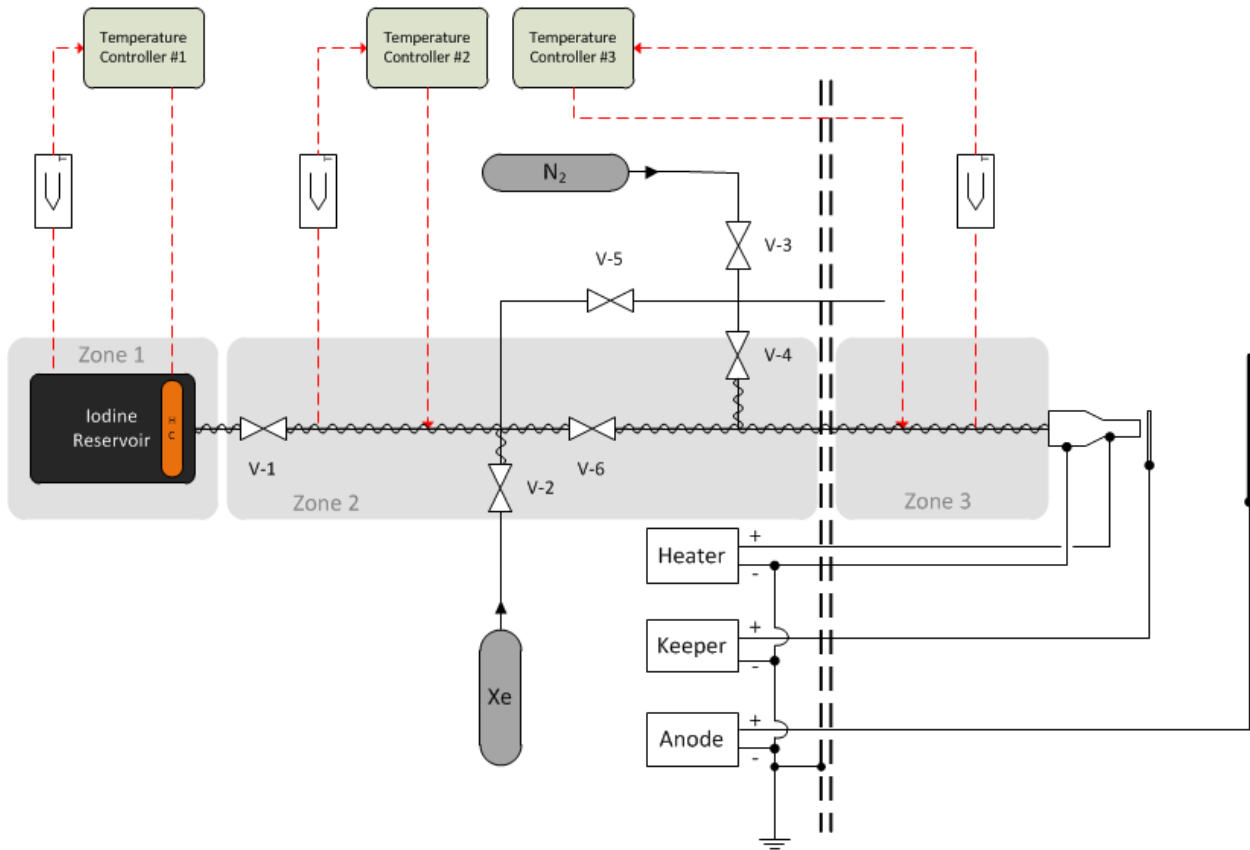 Temperature
Controller #1
Temperature
Controller #2
Temperature
Controller #3
T
T
T
N2
V-3
V-5
V-4
Zone 1
Iodine
Reservoir
H C
V-1
V-6
V-2
Zone 2
Zone 3
Heater
+
-
Keeper
+
-
Xe
Anode
+
-